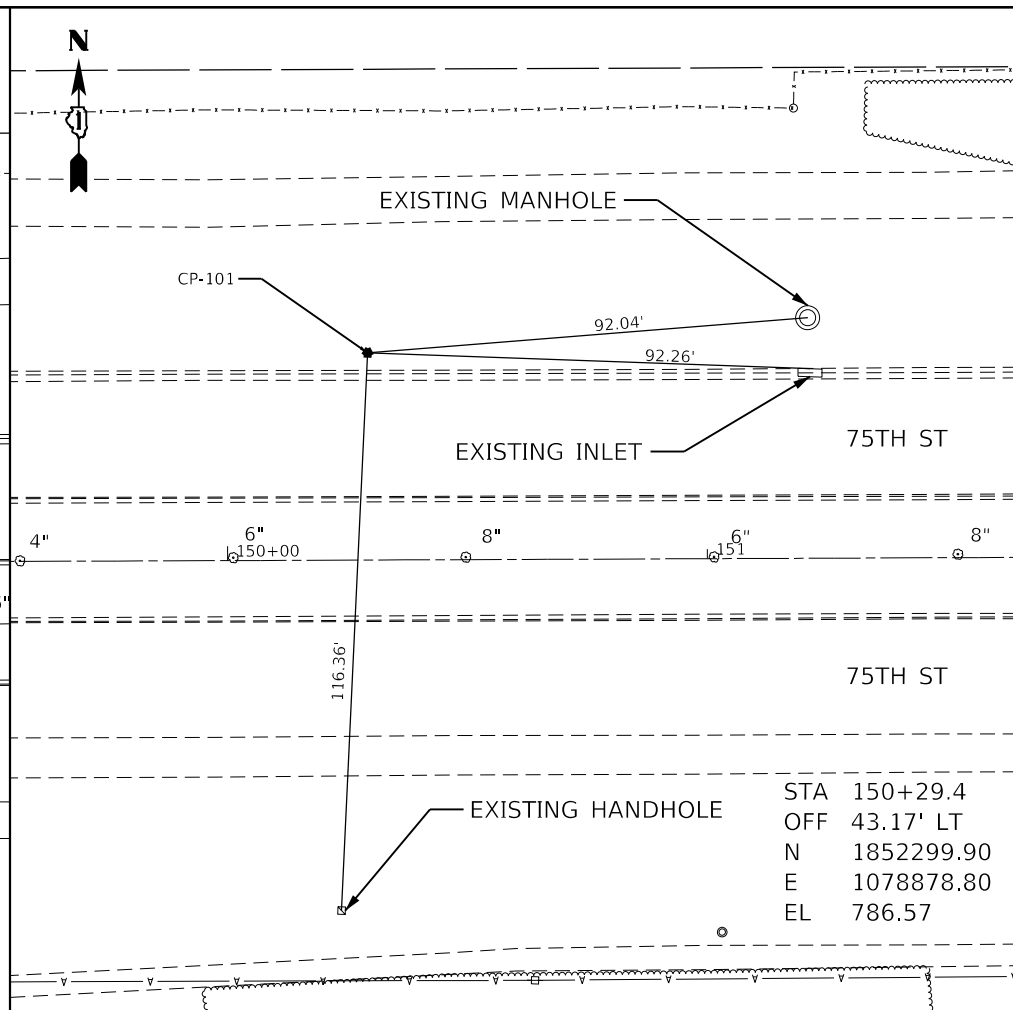 N
EXISTING MANHOLE
CP-101
92.04'
92.26'
EXISTING INLET
75TH ST
4"
6"
8"
6"
8"
150+00
151
116.36'
75TH ST
EXISTING HANDHOLE
STA 150+29.4
OFF 43.17' LT
N 1852299.90
E 1078878.80
EL 786.57